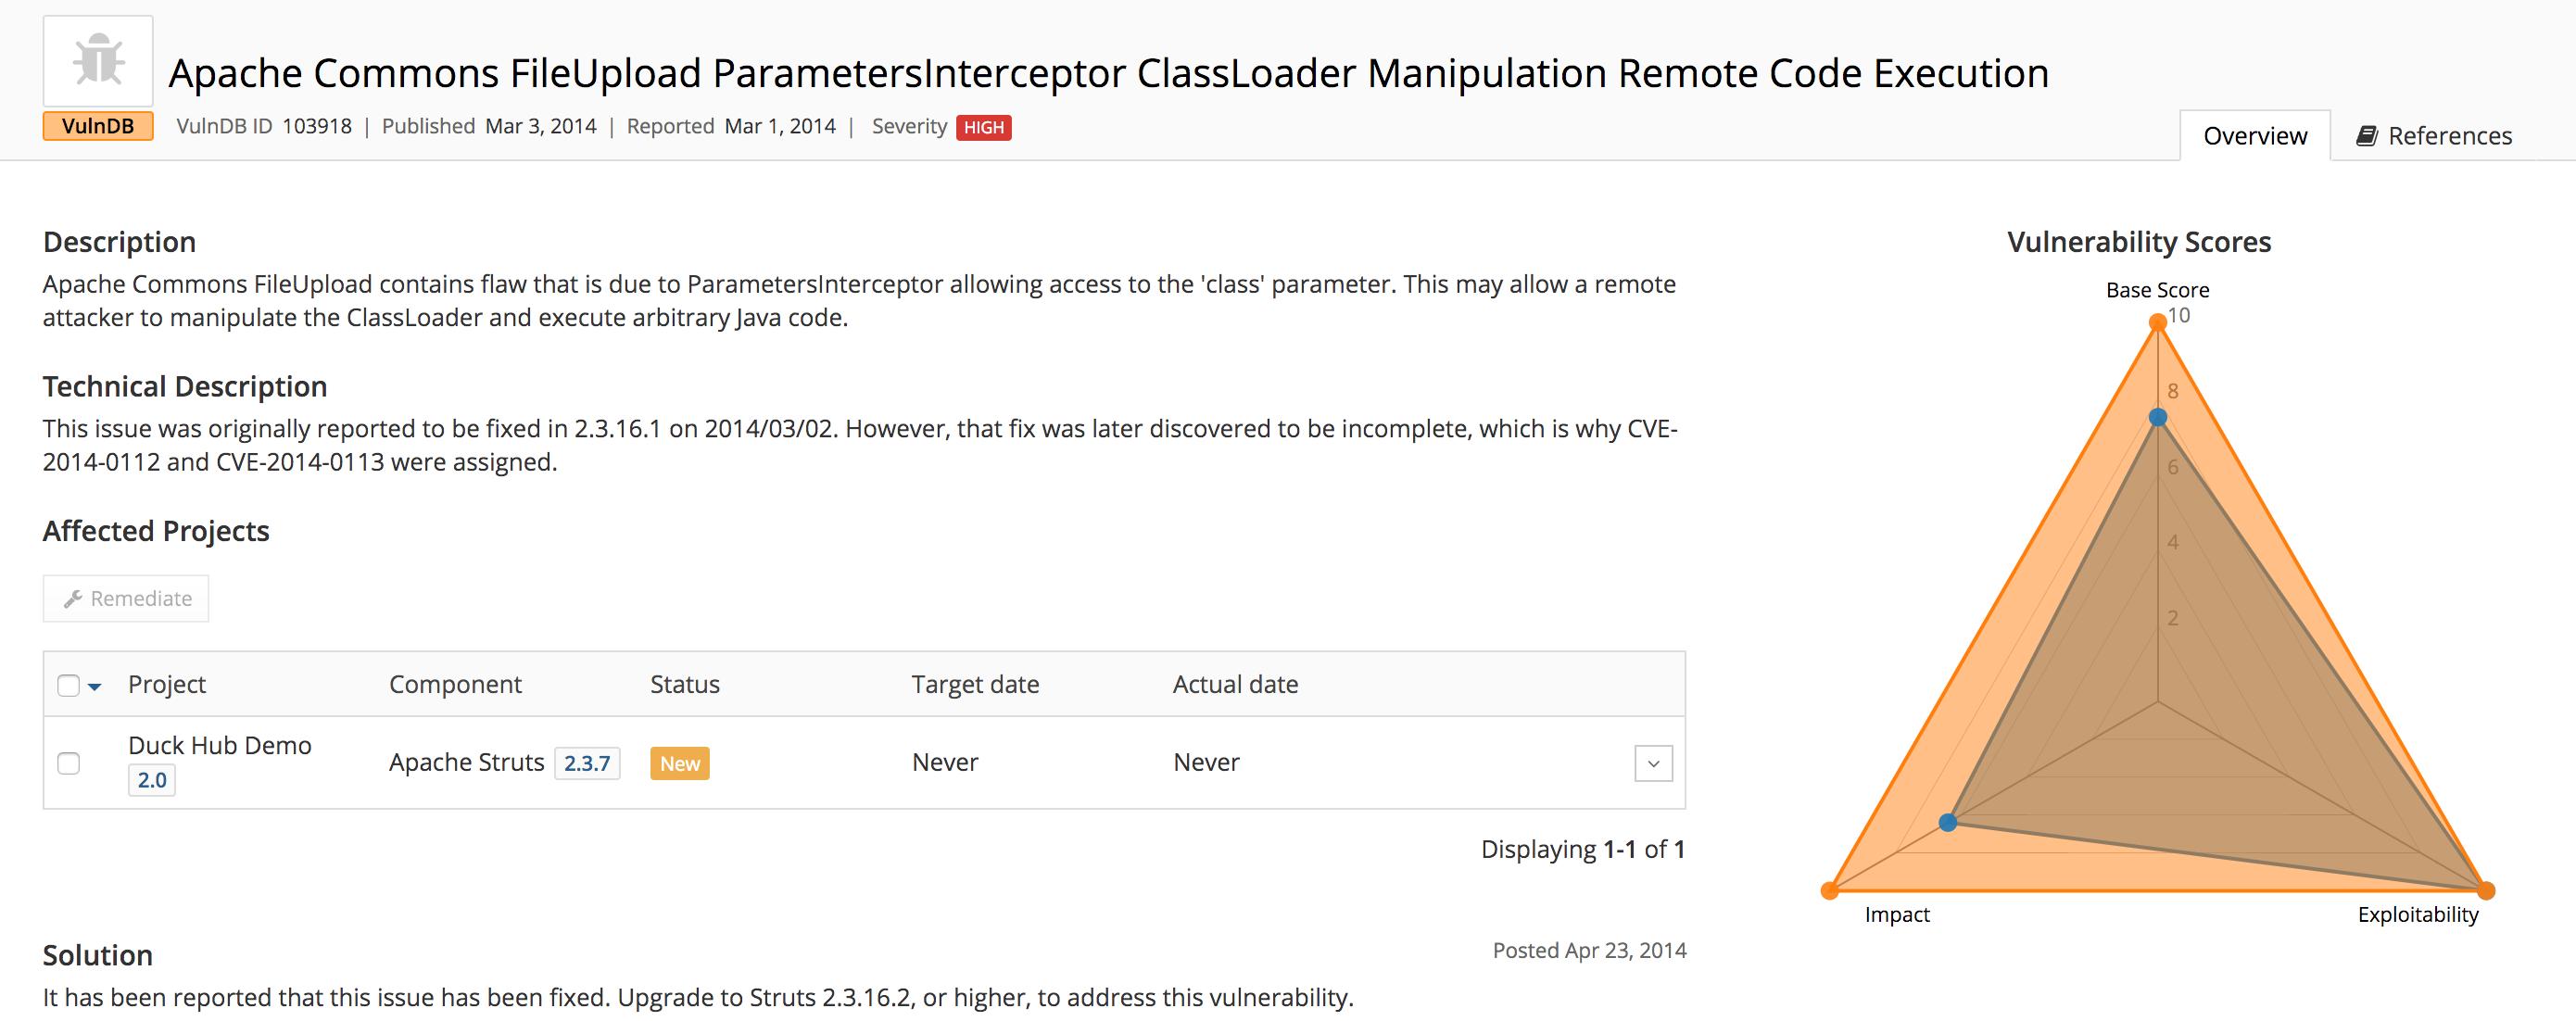 Apache Commons FileUpload ParametersInterceptor ClassLoader Manipulation Remote Code Execution
VulnDB VulnDB ID 103918 | Published Mar 3, 2014 | Reported Mar 1, 2014 | Severity HIGH
Overview References
Description
Apache Commons FileUpload contains flaw that is due to ParametersInterceptor allowing access to the 'class' parameter. This may allow a remote
attacker to manipulate the ClassLoader and execute arbitrary Java code.
Technical Description
This issue was originally reported to be fixed in 2.3.16.1 on 2014/03/02. However, that fix was later discovered to be incomplete, which is why CVE-
2014-0112 and CVE-2014-0113 were assigned.
Affected Projects
Remediate
Project Component Status Target date Actual date
Duck Hub Demo
2.0
Apache Struts 2.3.7 New Never Never
Displaying 1-1 of 1
Solution Posted Apr 23, 2014
It has been reported that this issue has been fixed. Upgrade to Struts 2.3.16.2, or higher, to address this vulnerability.
Vulnerability Scores
Base Score
10
8
6
4
2
Impact Exploitability